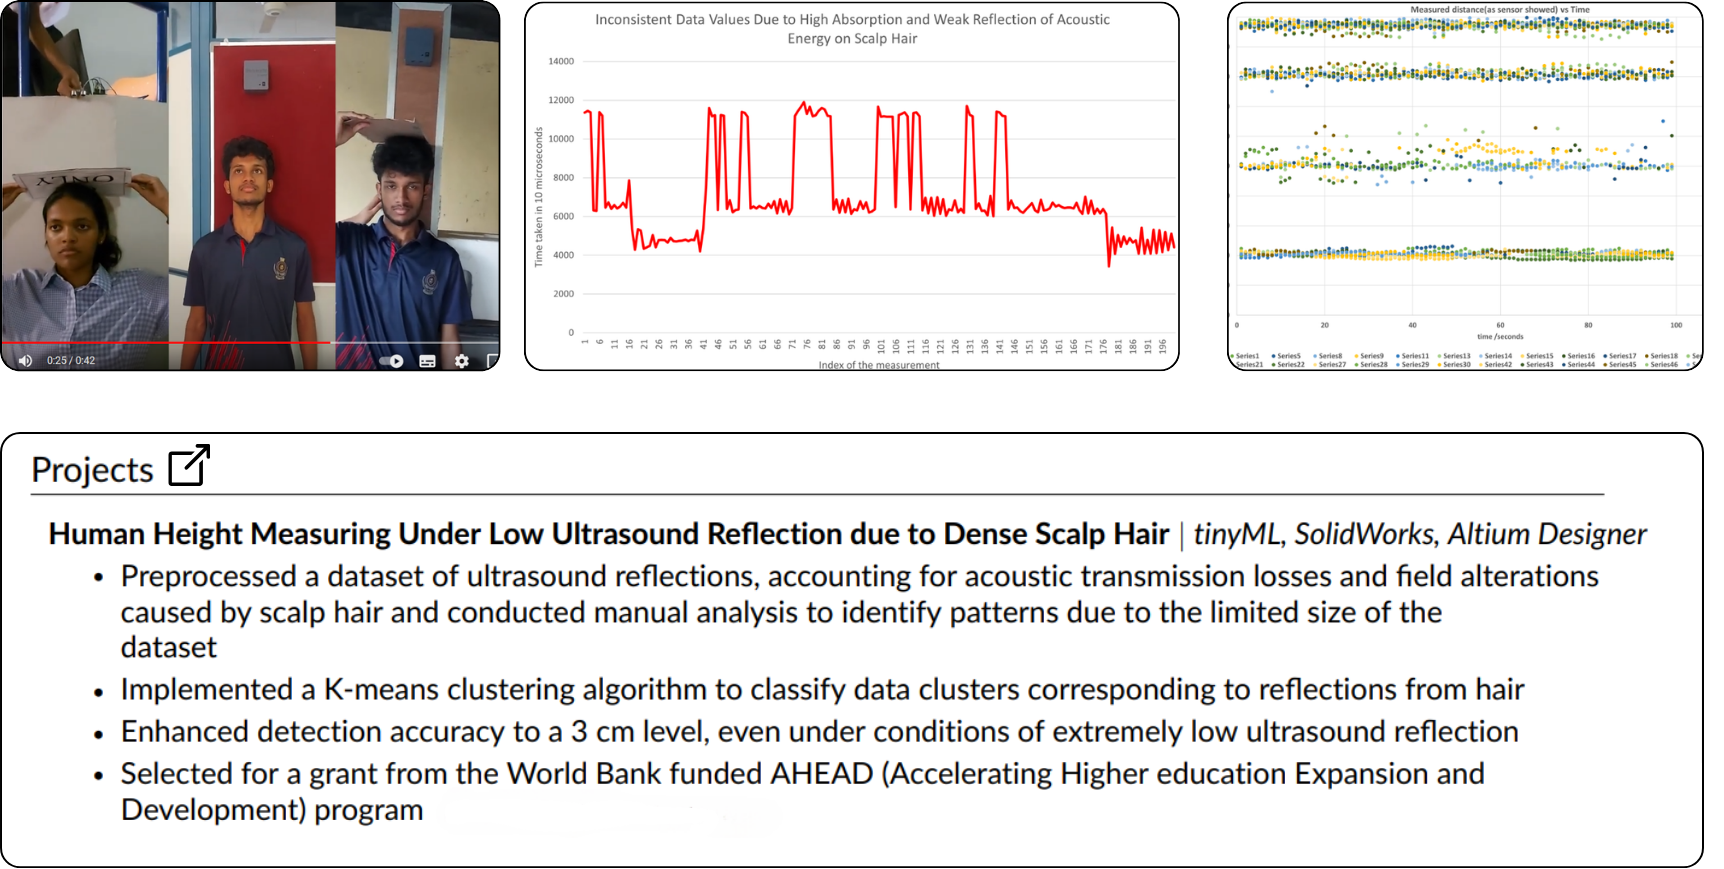 ONLY
0:25 / 0:42
Inconsistent Data Values Due to High Absorption and Weak Reflection of Acoustic
Energy on Scalp Hair
Time taken in 10 microseconds
14000
12000
10000
8000
6000
4000
2000
0
1 6 11 16 21 26 31 36 41 46 51 56 61 66 71 76 81 86 91 96 101 106 111 116 121 126 131 136 141 146 151 156 161 166 171 176 181 186 191 196
Index of the measurement
Measured distance(as sensor showed) vs Time
0 20 40 60 80 100
time /seconds
Series1 Series5 Series8 Series9 Series11 Series13 Series14 Series15 Series16 Series17 Series18
Series21 Series22 Series27 Series28 Series29 Series30 Series42 Series43 Series44 Series45 Series46
Projects
Human Height Measuring Under Low Ultrasound Reflection due to Dense Scalp Hair | tinyML, SolidWorks, Altium Designer
• Preprocessed a dataset of ultrasound reflections, accounting for acoustic transmission losses and field alterations
caused by scalp hair and conducted manual analysis to identify patterns due to the limited size of the
dataset
• Implemented a K-means clustering algorithm to classify data clusters corresponding to reflections from hair
• Enhanced detection accuracy to a 3 cm level, even under conditions of extremely low ultrasound reflection
• Selected for a grant from the World Bank funded AHEAD (Accelerating Higher education Expansion and
Development) program